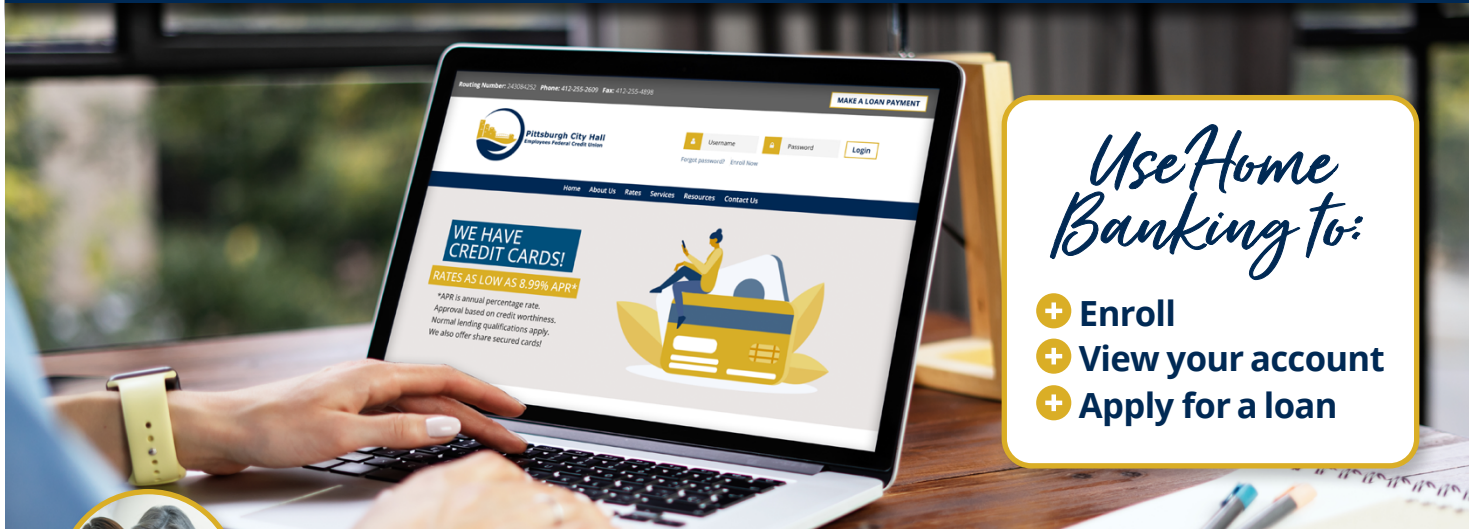 Routing Number: 243084252 Phone: 412-255-2609 Fax: 412-255-4898
MAKE A LOAN PAYMENT
Pittsburgh City Hall
Employees Federal Credit Union
Username
Password
Login
Forgot password? Enroll Now
Home About Us Rates Services Resources Contact Us
WE HAVE
CREDIT CARDS!
RATES AS LOW AS 8.99% APR*
*APR is annual percentage rate.
Approval based on credit worthiness.
Normal lending qualifications apply.
We also offer share secured cards!
Use Home
Banking to:
Enroll
View your account
Apply for a loan